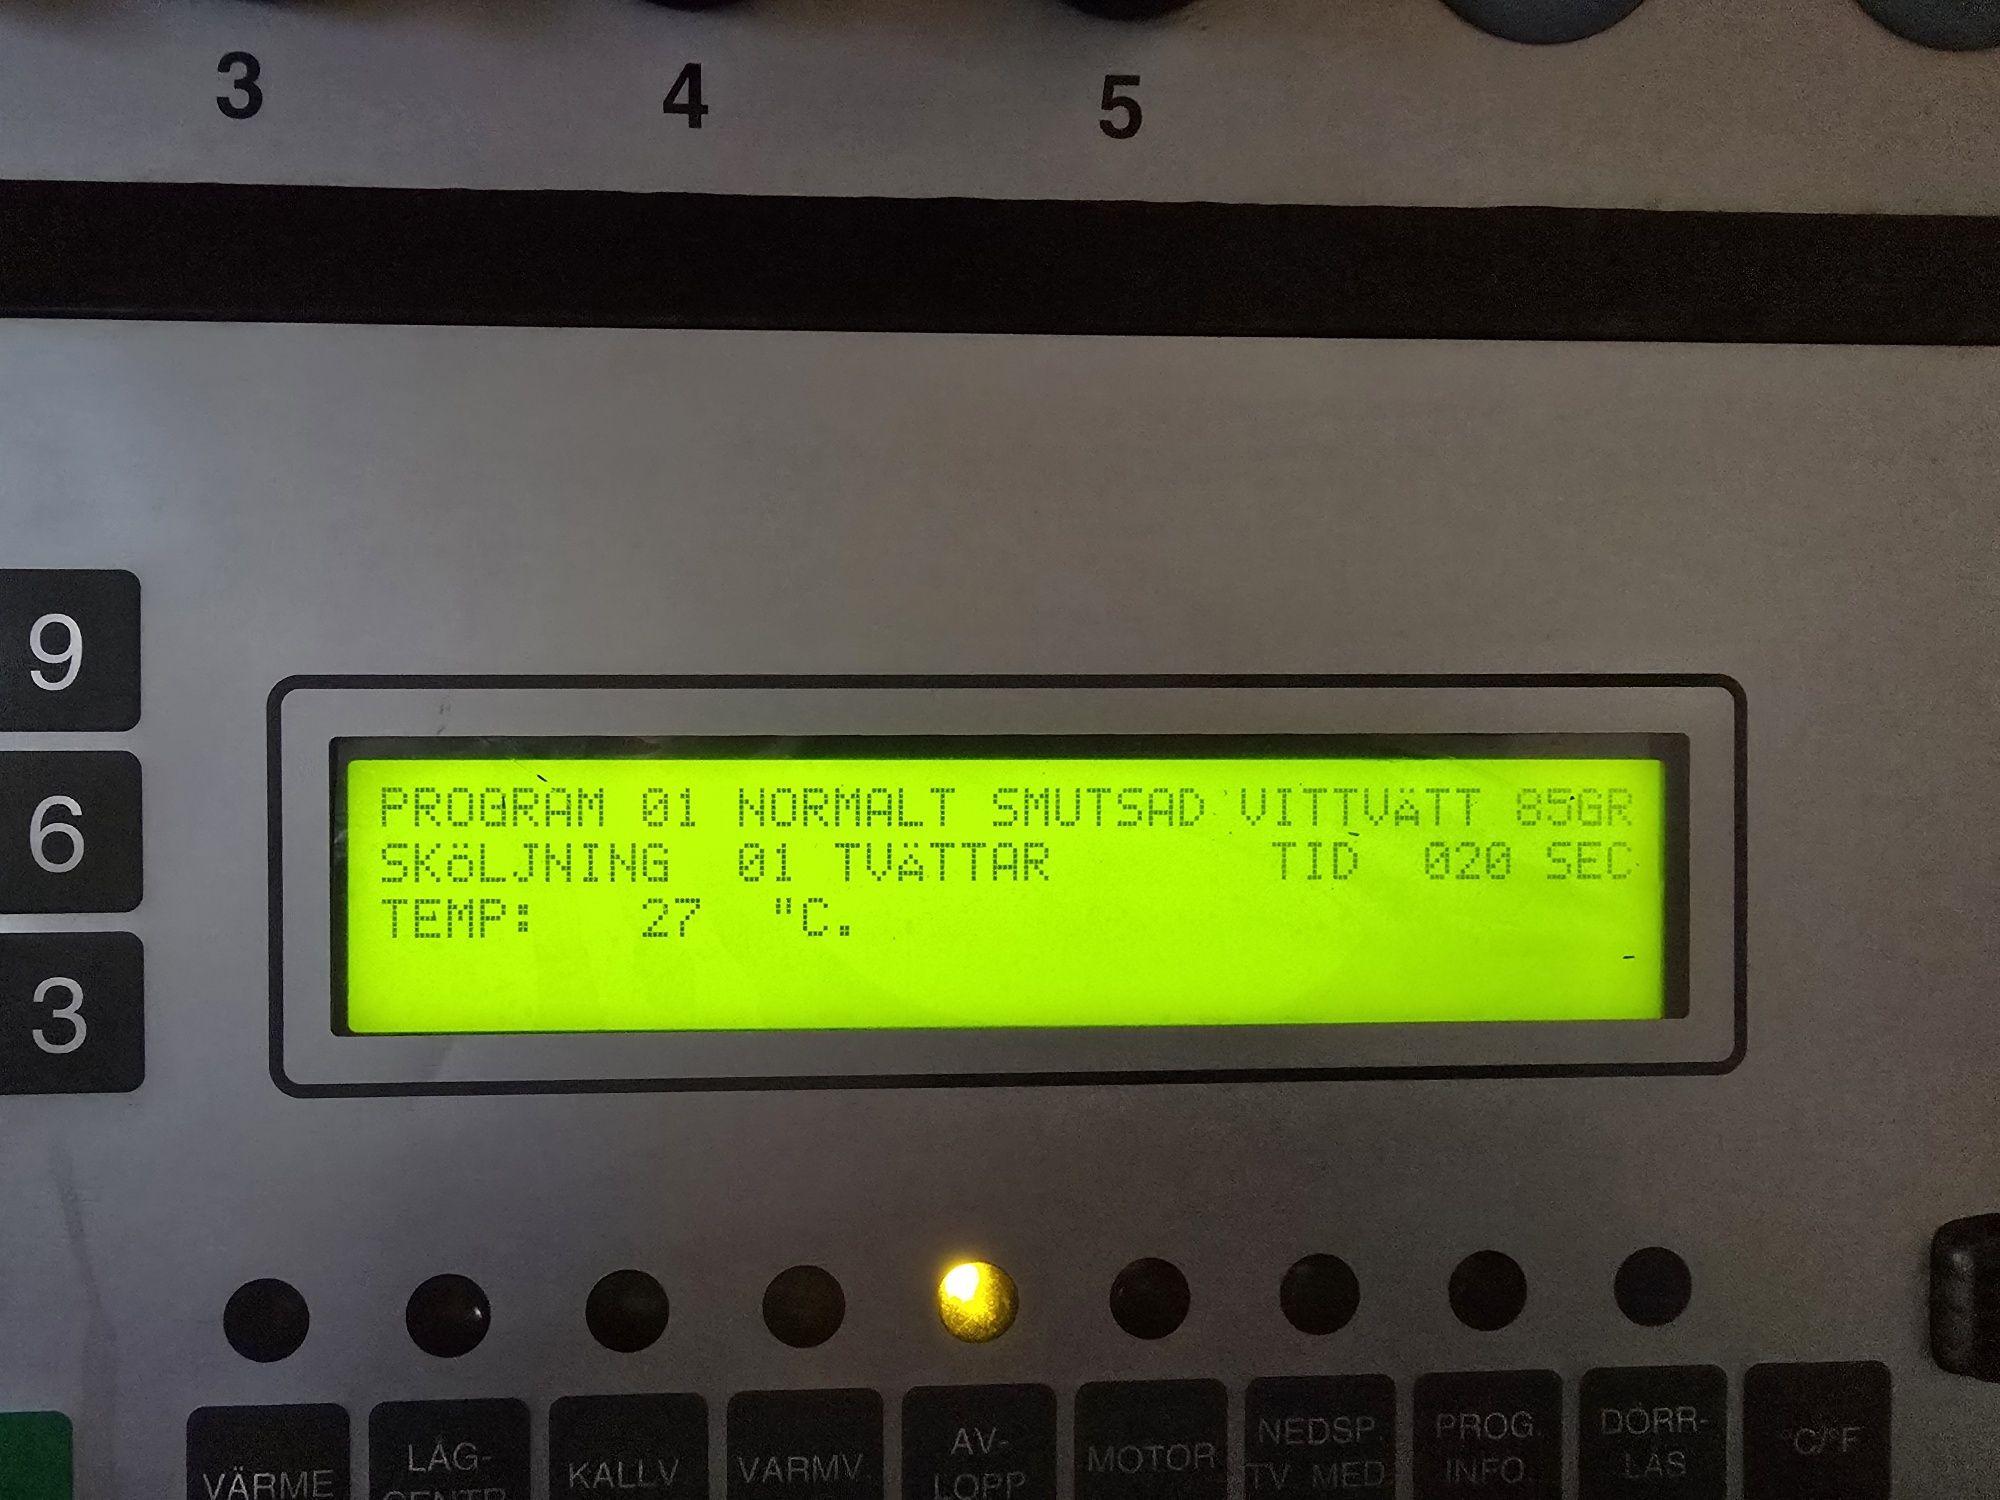 3 4 5
9
6
3
PROGRAM 01 NORMALT SMUTSAD VITTVÄTT 85GR
SKÖLJNING 01 TVÄTTAR TID 020 SEC
TEMP: 27 "C.
VÄRME
LÅG-
CENTR.
KALLV
VARMV.
AV-
LOPP
MOTOR
NEDSP.
TV. MED
PROG.
INFO.
DÖRR-
LÅS
°C/°F